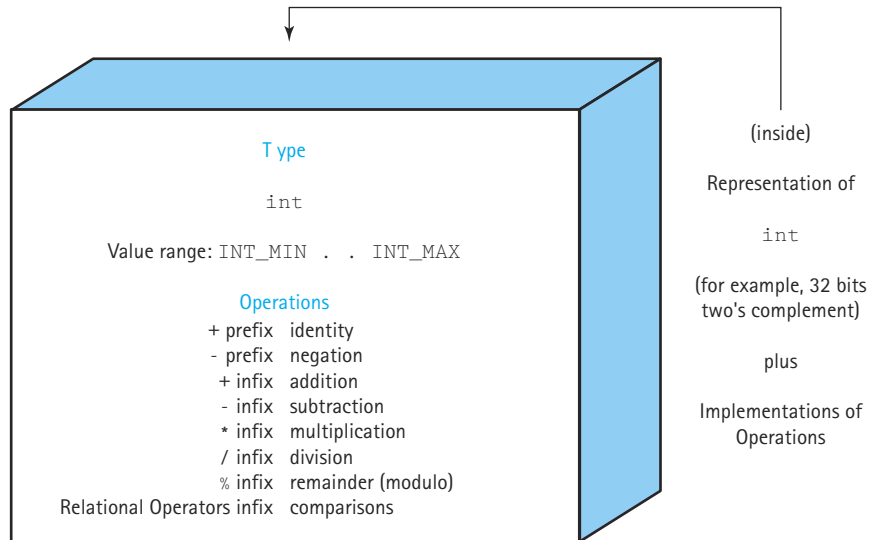 T ype
int
Value range: INT_MIN . . INT_MAX
Operations
+ prefix identity
- prefix negation
+ infix addition
- infix subtraction
* infix multiplication
/ infix division
% infix remainder (modulo)
Relational Operators infix comparisons
(inside)
Representation of
int
(for example, 32 bits
two's complement)
plus
Implementations of
Operations